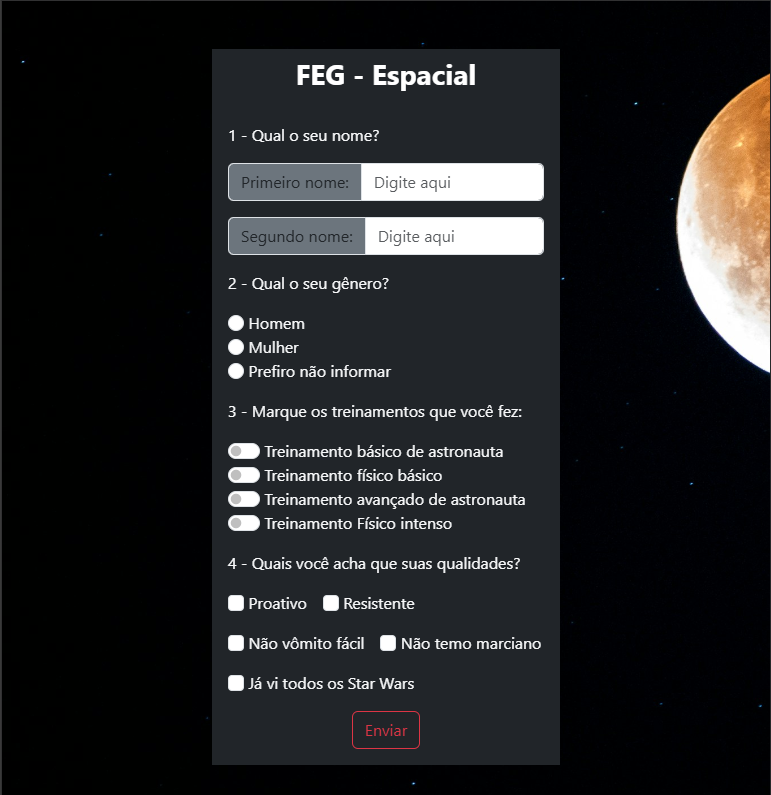 FEG - Espacial
1 - Qual o seu nome?
Primeiro nome: Digite aqui
Segundo nome: Digite aqui
2 - Qual o seu gênero?
Homem
Mulher
Prefiro não informar
3 - Marque os treinamentos que você fez:
Treinamento básico de astronauta
Treinamento físico básico
Treinamento avançado de astronauta
Treinamento Físico intenso
4 - Quais você acha que suas qualidades?
Proativo Resistente
Não vômito fácil Não temo marciano
Já vi todos os Star Wars
Enviar